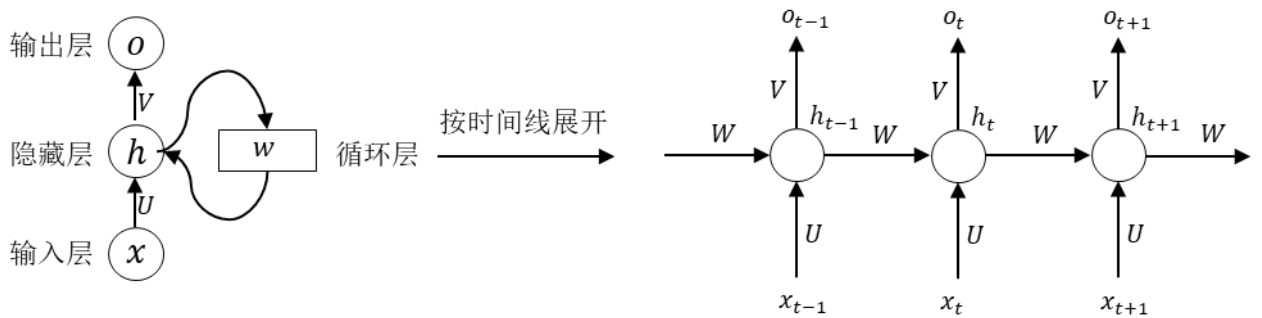 输出层 o
V
隐藏层 h w 循环层
U
输入层 x
按时间线展开
o_{t-1} o_t o_{t+1}
V V V
h_{t-1} h_t h_{t+1}
W W W W
U U U
x_{t-1} x_t x_{t+1}